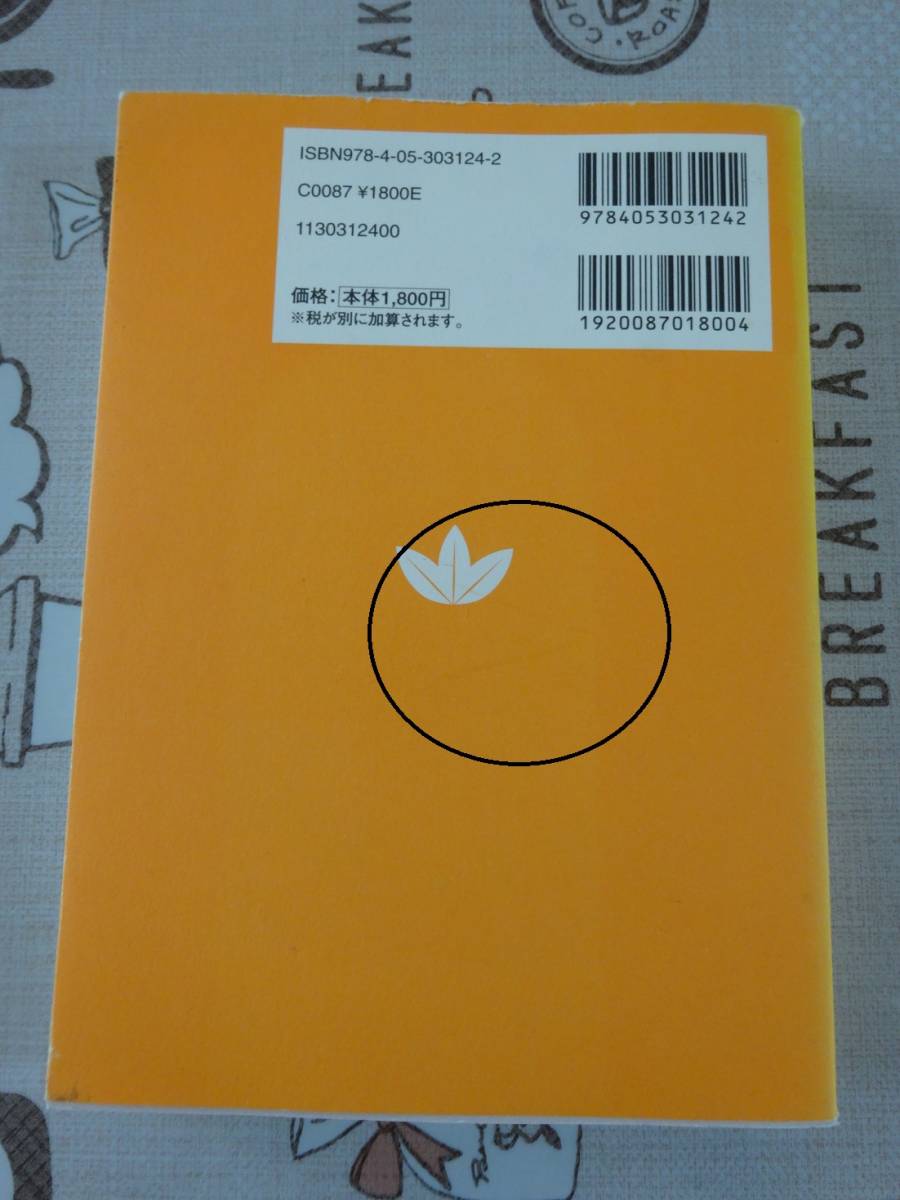 ISBN978-4-05-303124-2
C0087 ¥1800E
1130312400
価格：本体1,800円
※税が別に加算されます。
9784053031242
1920087018004
BREAKFAST